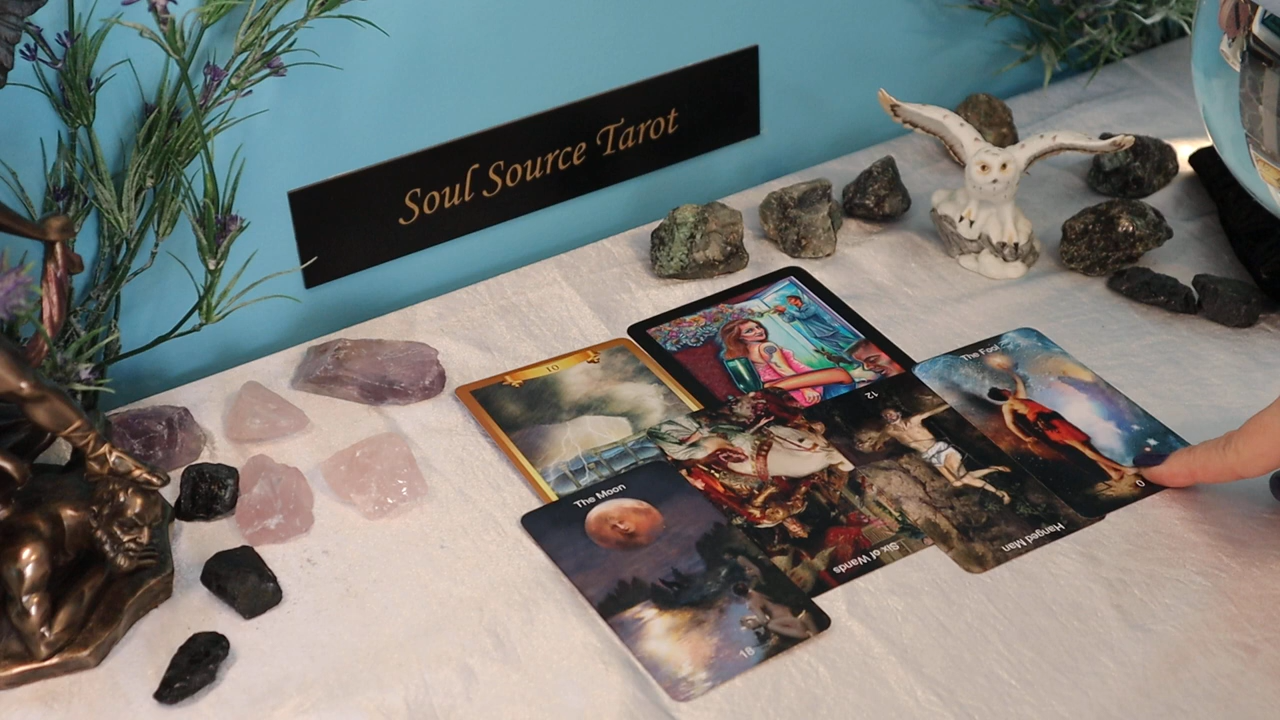 Soul Source Tarot
10
12
The Fool
0
The Moon
18
Six of Wands
Hanged Man